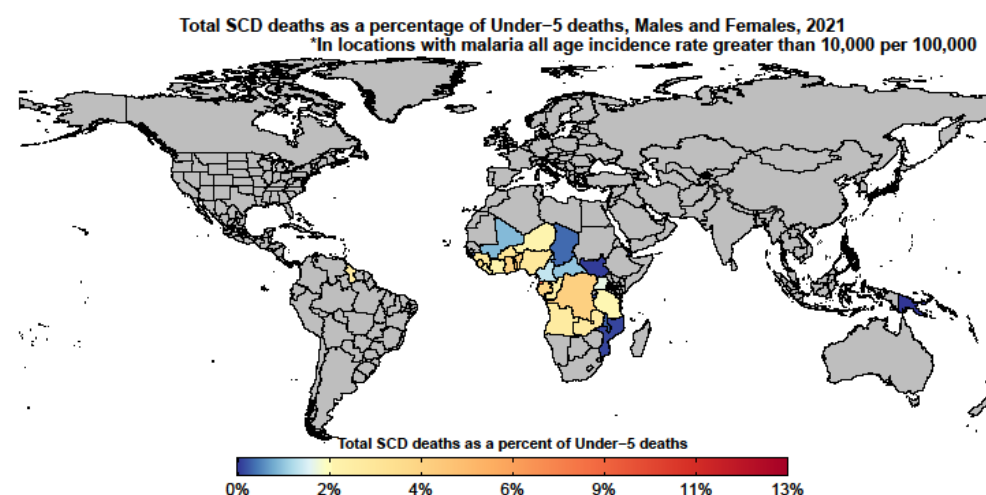 Total SCD deaths as a percentage of Under−5 deaths, Males and Females, 2021
*In locations with malaria all age incidence rate greater than 10,000 per 100,000
Total SCD deaths as a percent of Under−5 deaths
0% 2% 4% 6% 9% 11% 13%